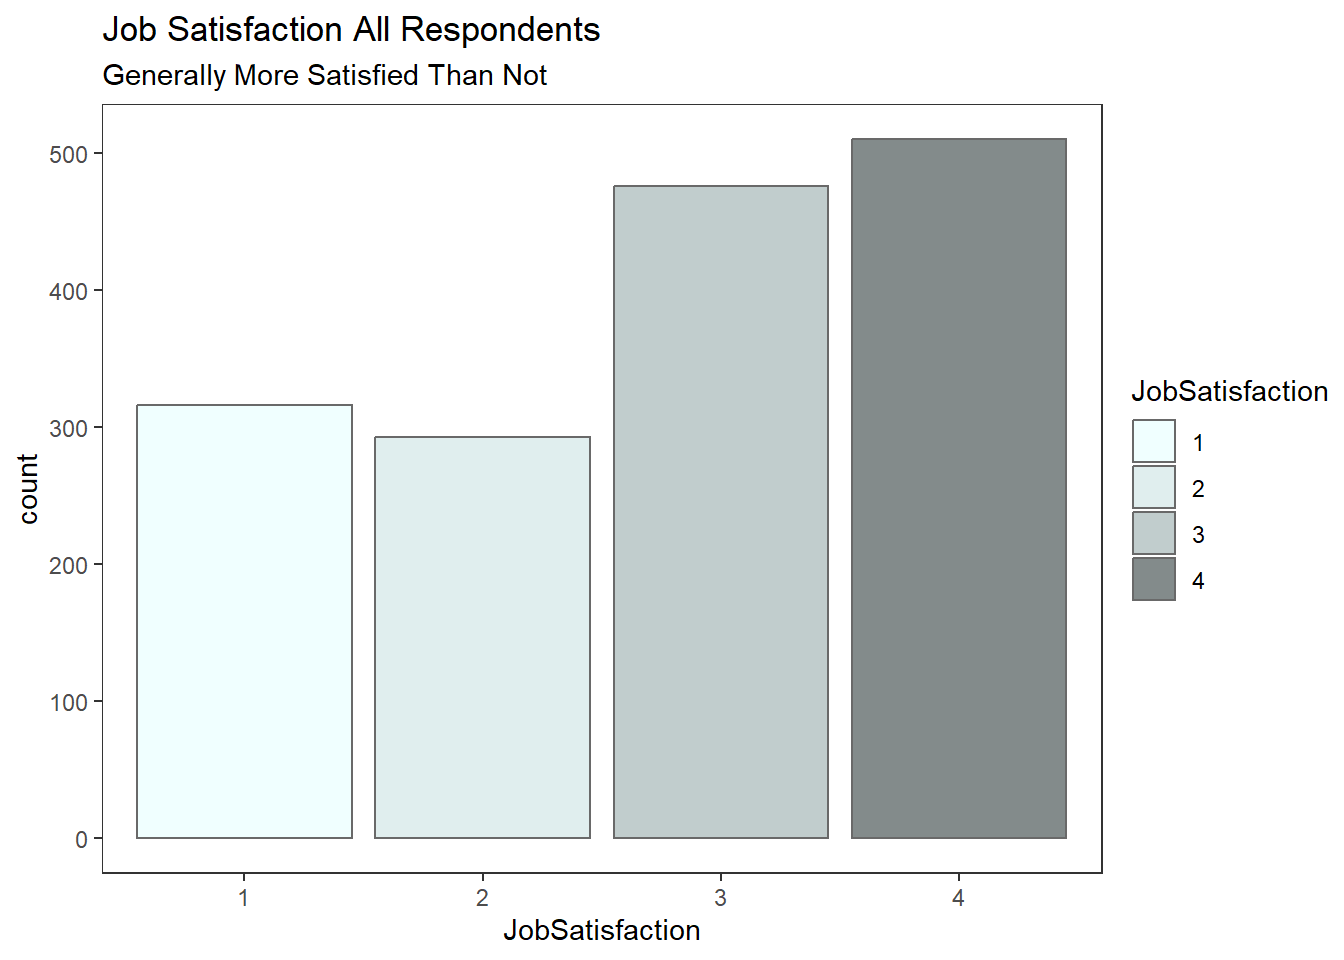 Job Satisfaction All Respondents
Generally More Satisfied Than Not
500
400
300
200
100
0
count
1 2 3 4
JobSatisfaction
JobSatisfaction
1
2
3
4